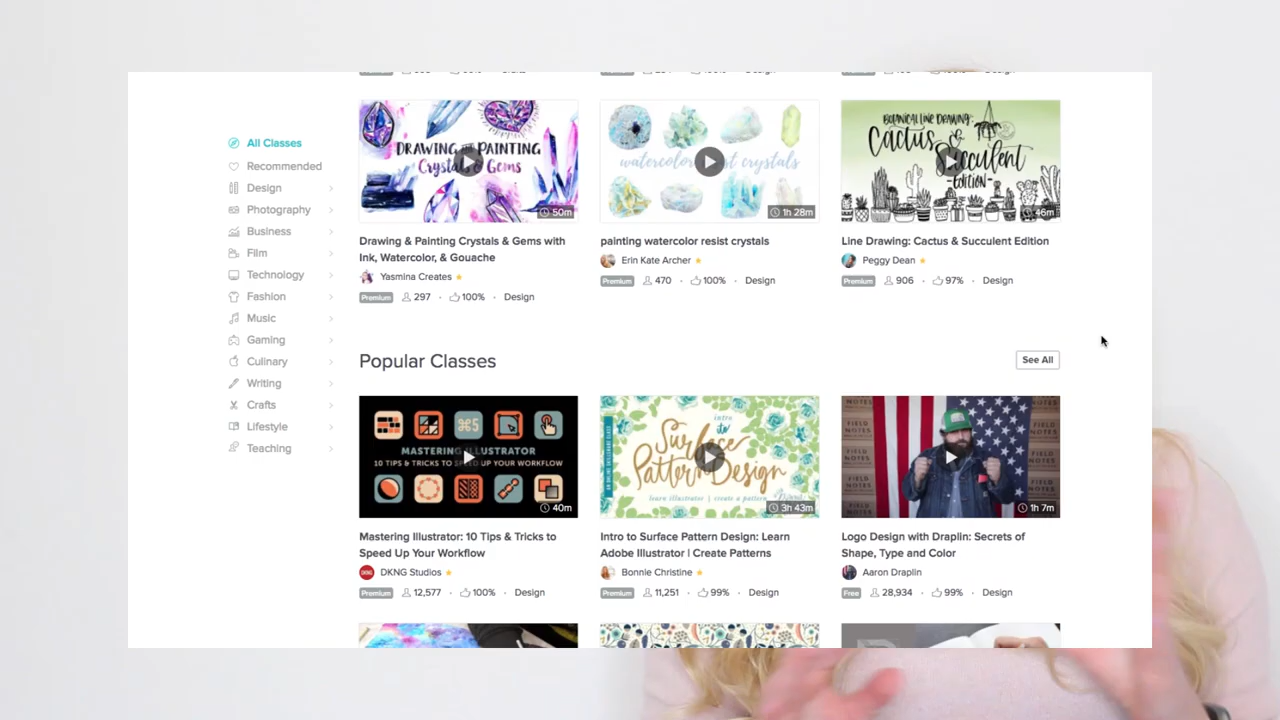 All Classes
Recommended
Design
Photography
Business
Film
Technology
Fashion
Music
Gaming
Culinary
Writing
Crafts
Lifestyle
Teaching
DRAWING AND PAINTING
Crystals & Gems
50m
watercolor resist crystals
1h 28m
BOTANICAL LINE DRAWING:
Cactus &
Succulent
-EDITION-
46m
Drawing & Painting Crystals & Gems with
Ink, Watercolor, & Gouache
Yasmina Creates
Premium 297 · 100% · Design
painting watercolor resist crystals
Erin Kate Archer
Premium 470 · 100% · Design
Line Drawing: Cactus & Succulent Edition
Peggy Dean
Premium 906 · 97% · Design
Popular Classes
See All
⌘5
MASTERING ILLUSTRATOR
10 TIPS & TRICKS TO SPEED UP YOUR WORKFLOW
40m
intro
to
Surface
Pattern Design
learn illustrator | create a pattern
3h 43m
FIELD
NOTES
1h 7m
Mastering Illustrator: 10 Tips & Tricks to
Speed Up Your Workflow
DKNG Studios
Premium 12,577 · 100% · Design
Intro to Surface Pattern Design: Learn
Adobe Illustrator | Create Patterns
Bonnie Christine
Premium 11,251 · 99% · Design
Logo Design with Draplin: Secrets of
Shape, Type and Color
Aaron Draplin
Free 28,934 · 99% · Design